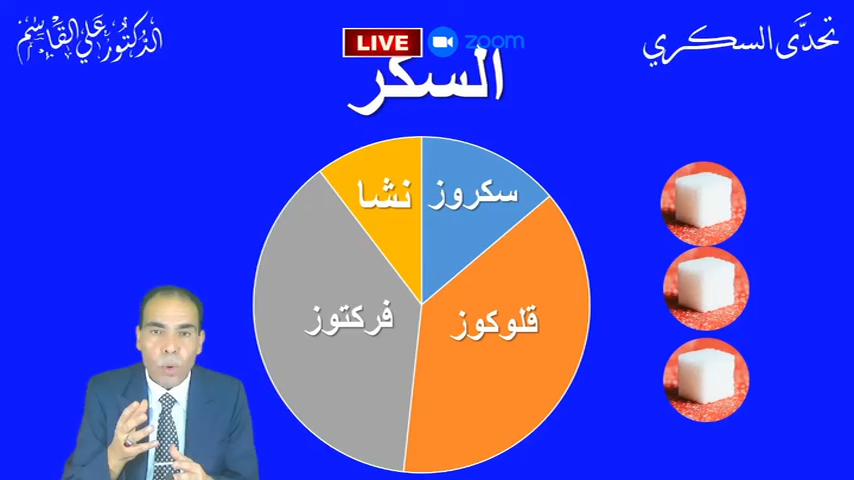 تحدَّى السكري
الدكتور علي القاسم
LIVE zoom
السكر
نشا
سكروز
فركتوز
قلوكوز